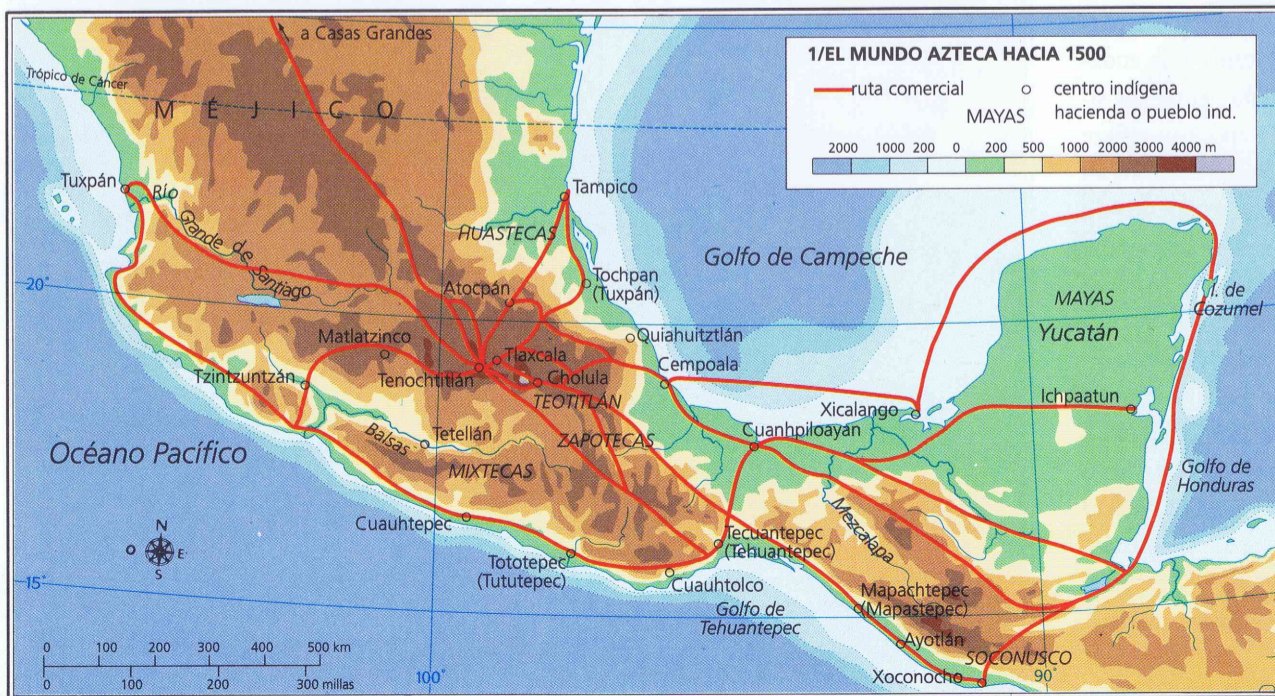 a Casas Grandes
Trópico de Cáncer
MÉJICO
1/EL MUNDO AZTECA HACIA 1500
ruta comercial
centro indígena
MAYAS
hacienda o pueblo ind.
2000 1000 200 0 200 500 1000 2000 3000 4000 m
Tuxpán
Río Grande de Santiago
Tampico
HUASTECAS
Golfo de Campeche
20°
Atocpán
Tochpan
(Tuxpán)
MAYAS
Yucatán
I. de
Cozumel
Matlatzinco
Quiahuitztlán
Tlaxcala
Tzintzuntzán
Tenochtitlán
Cholula
Cempoala
TEOTITLÁN
Xicalango
Ichpaatun
Océano Pacífico
Balsas
Tetellán
ZAPOTECAS
Cuanhpiloayan
MIXTECAS
Golfo de
Honduras
Cuauhtepec
Mezcalapa
N
O
E
S
Tecuantepec
(Tehuantepec)
Tototepec
(Tututepec)
15°
Cuauhtolco
Mapachtepec
(Mapastepec)
Golfo de
Tehuantepec
Ayotlán
SOCONUSCO
Xoconocho
0 100 200 300 400 500 km
0 100 200 300 millas
100°
90°